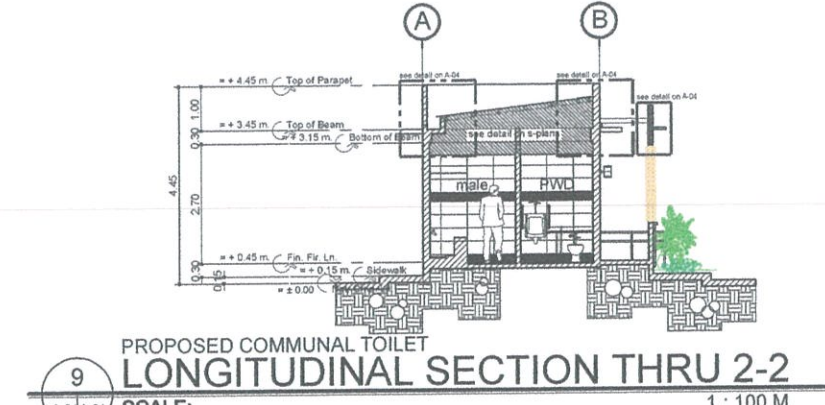 A
B
see detail on A-04
see detail on A-04
see detail on A-04
= + 4.45 m. Top of Parapet
1.00
= + 3.45 m. Top of Beam
0.30
= + 3.15 m. Bottom of Beam
see detail on s-plans
4.45
2.70
male
PWD
= + 0.45 m. Fin. Flr. Ln.
0.30
= + 0.15 m. Sidewalk
0.15
= ± 0.00
PROPOSED COMMUNAL TOILET
9
LONGITUDINAL SECTION THRU 2-2
SCALE:
1 : 100 M